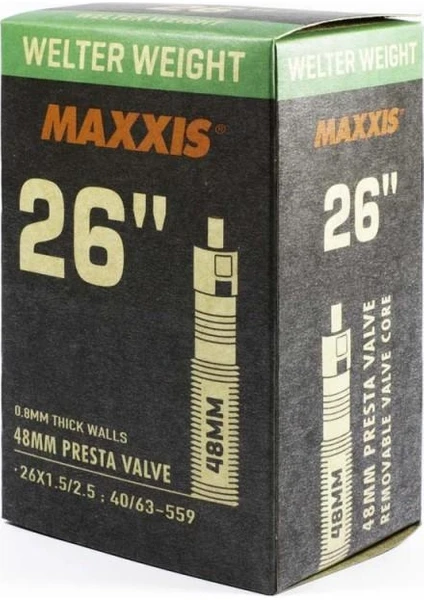 WELTER WEIGHT
MAXXIS®
26"
48MM
0.8MM THICK WALLS
48MM PRESTA VALVE
·26X1.5/2.5 : 40/63-559
WELTER WEIGHT
MAXXIS
26"
48MM
48MM PRESTA VALVE
REMOVABLE VALVE CORE